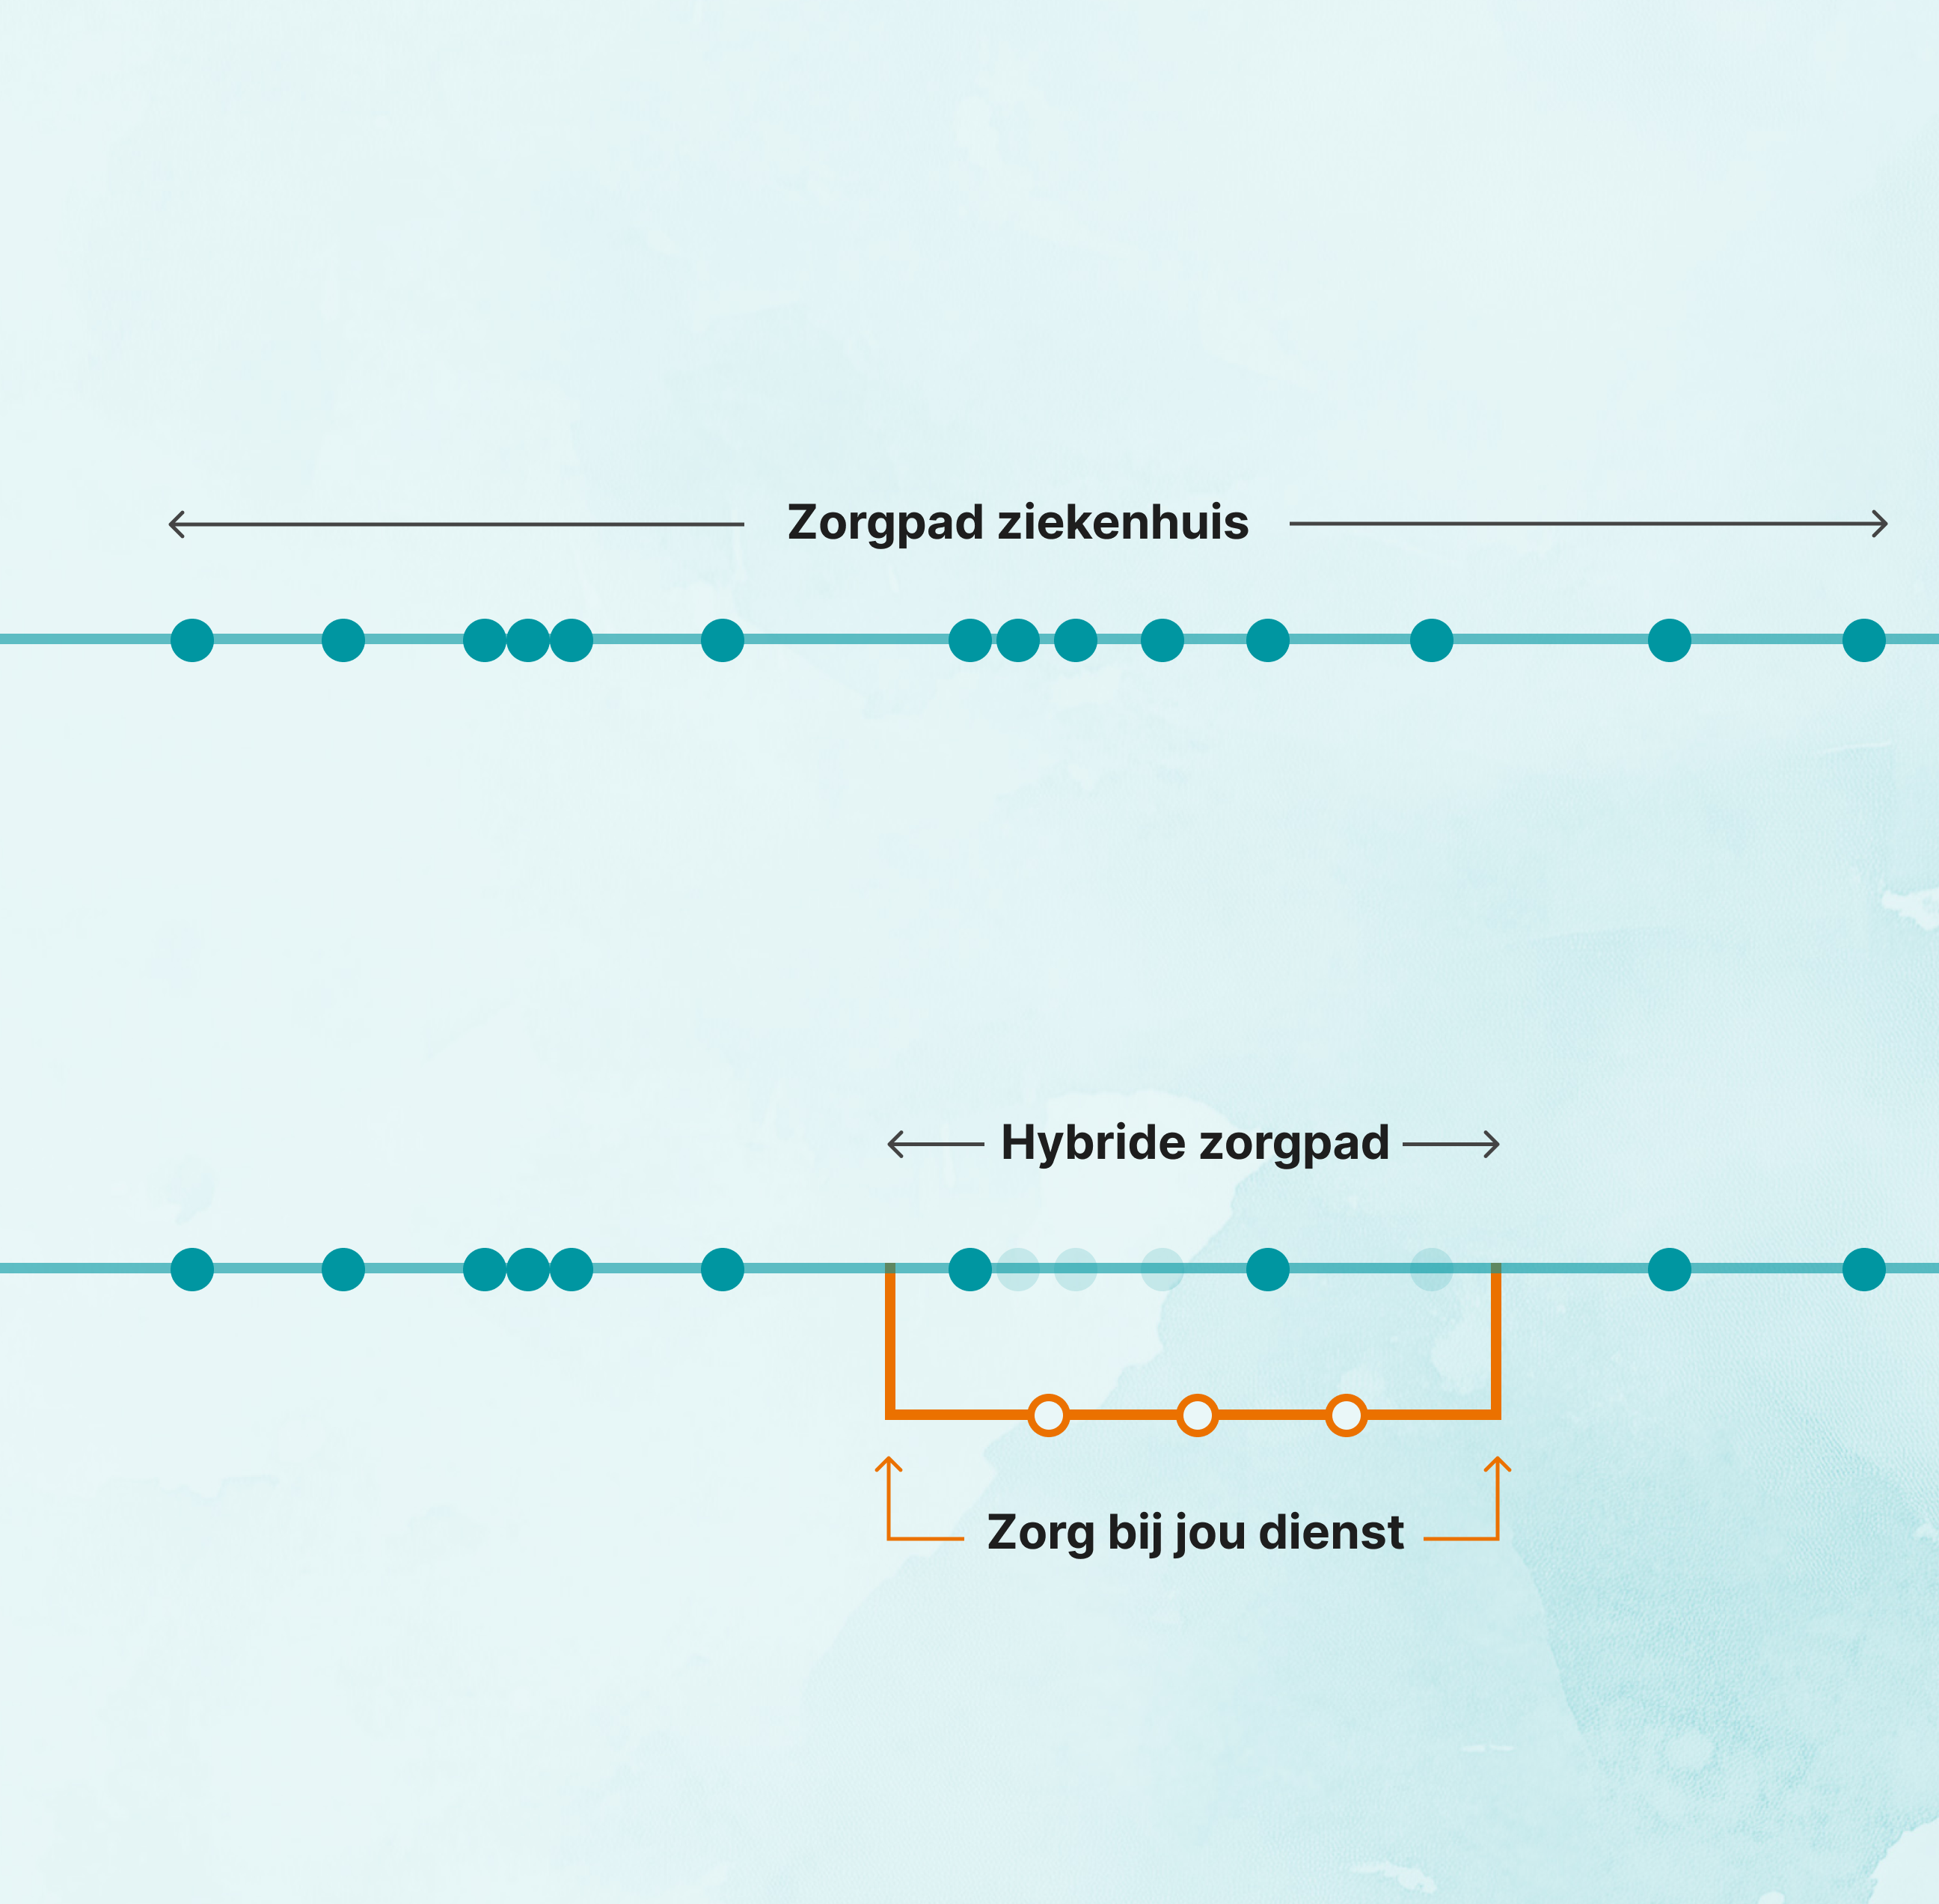 Zorgpad ziekenhuis
Hybride zorgpad
Zorg bij jou dienst